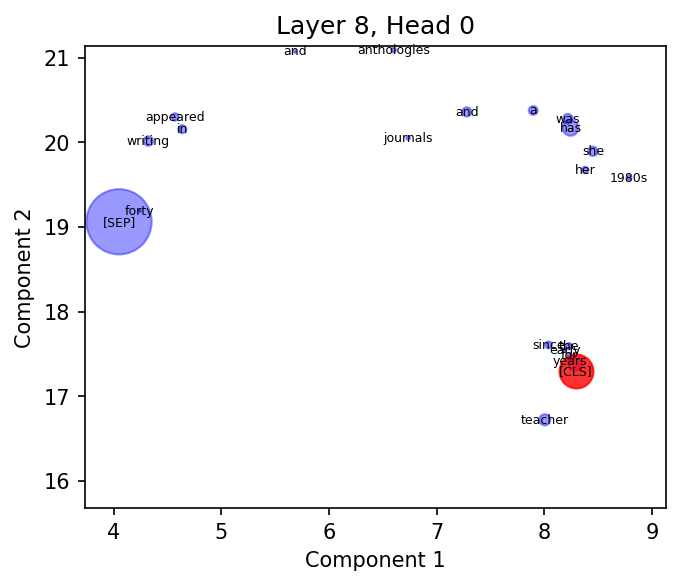 Layer 8, Head 0
21
20
19
18
17
16
Component 2
and
anthologies
appeared
in
writing
and
a
was
has
journals
she
her
1980s
forty
[SEP]
since
the
early
for
years
[CLS]
teacher
4
5
6
7
8
9
Component 1